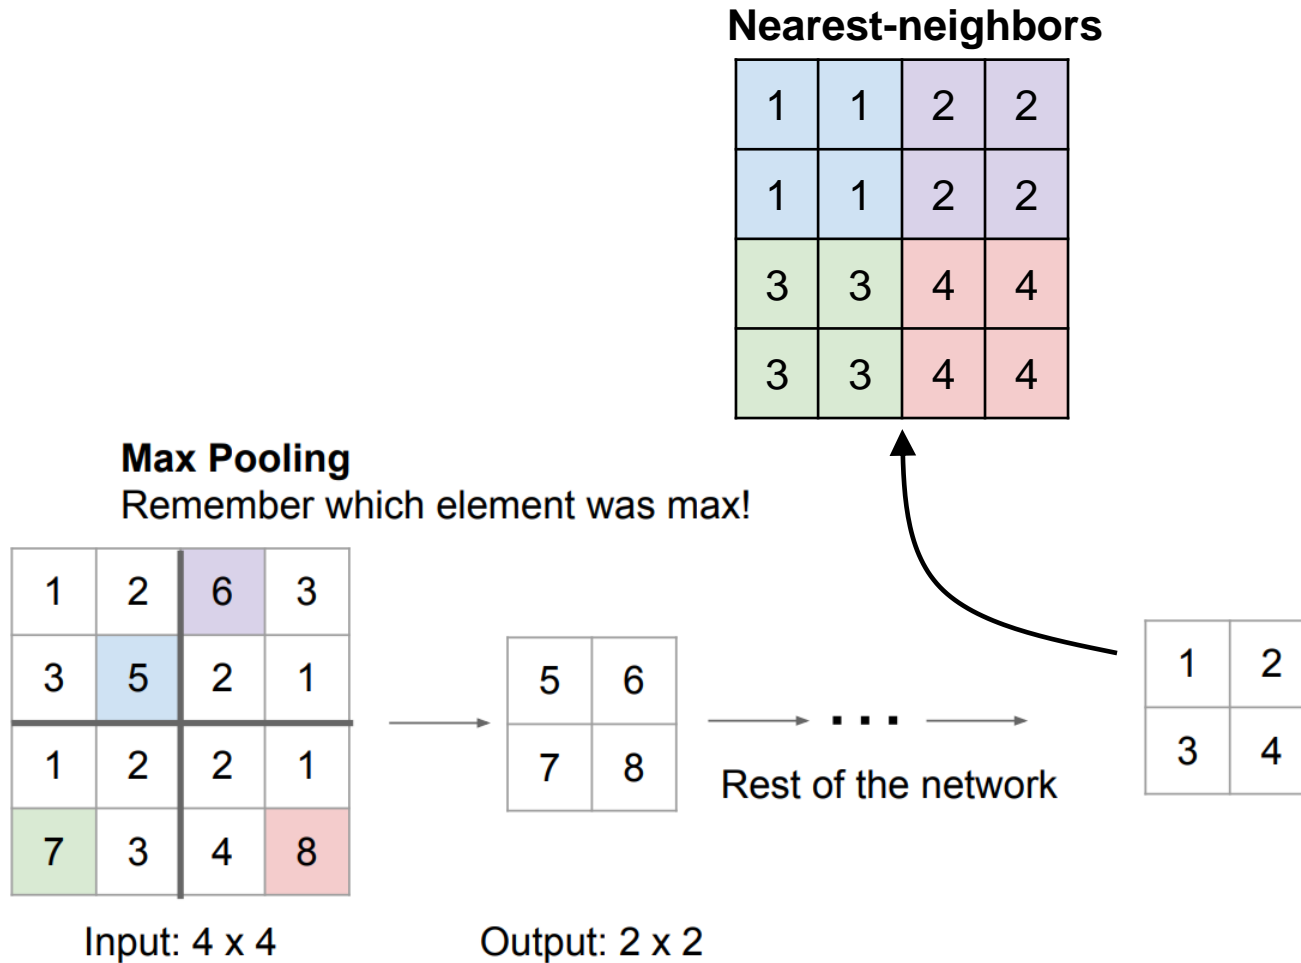 Nearest-neighbors
1 1 2 2
1 1 2 2
3 3 4 4
3 3 4 4
Max Pooling
Remember which element was max!
1 2 6 3
3 5 2 1
1 2 2 1
7 3 4 8
Input: 4 x 4
5 6
7 8
Output: 2 x 2
...
Rest of the network
1 2
3 4